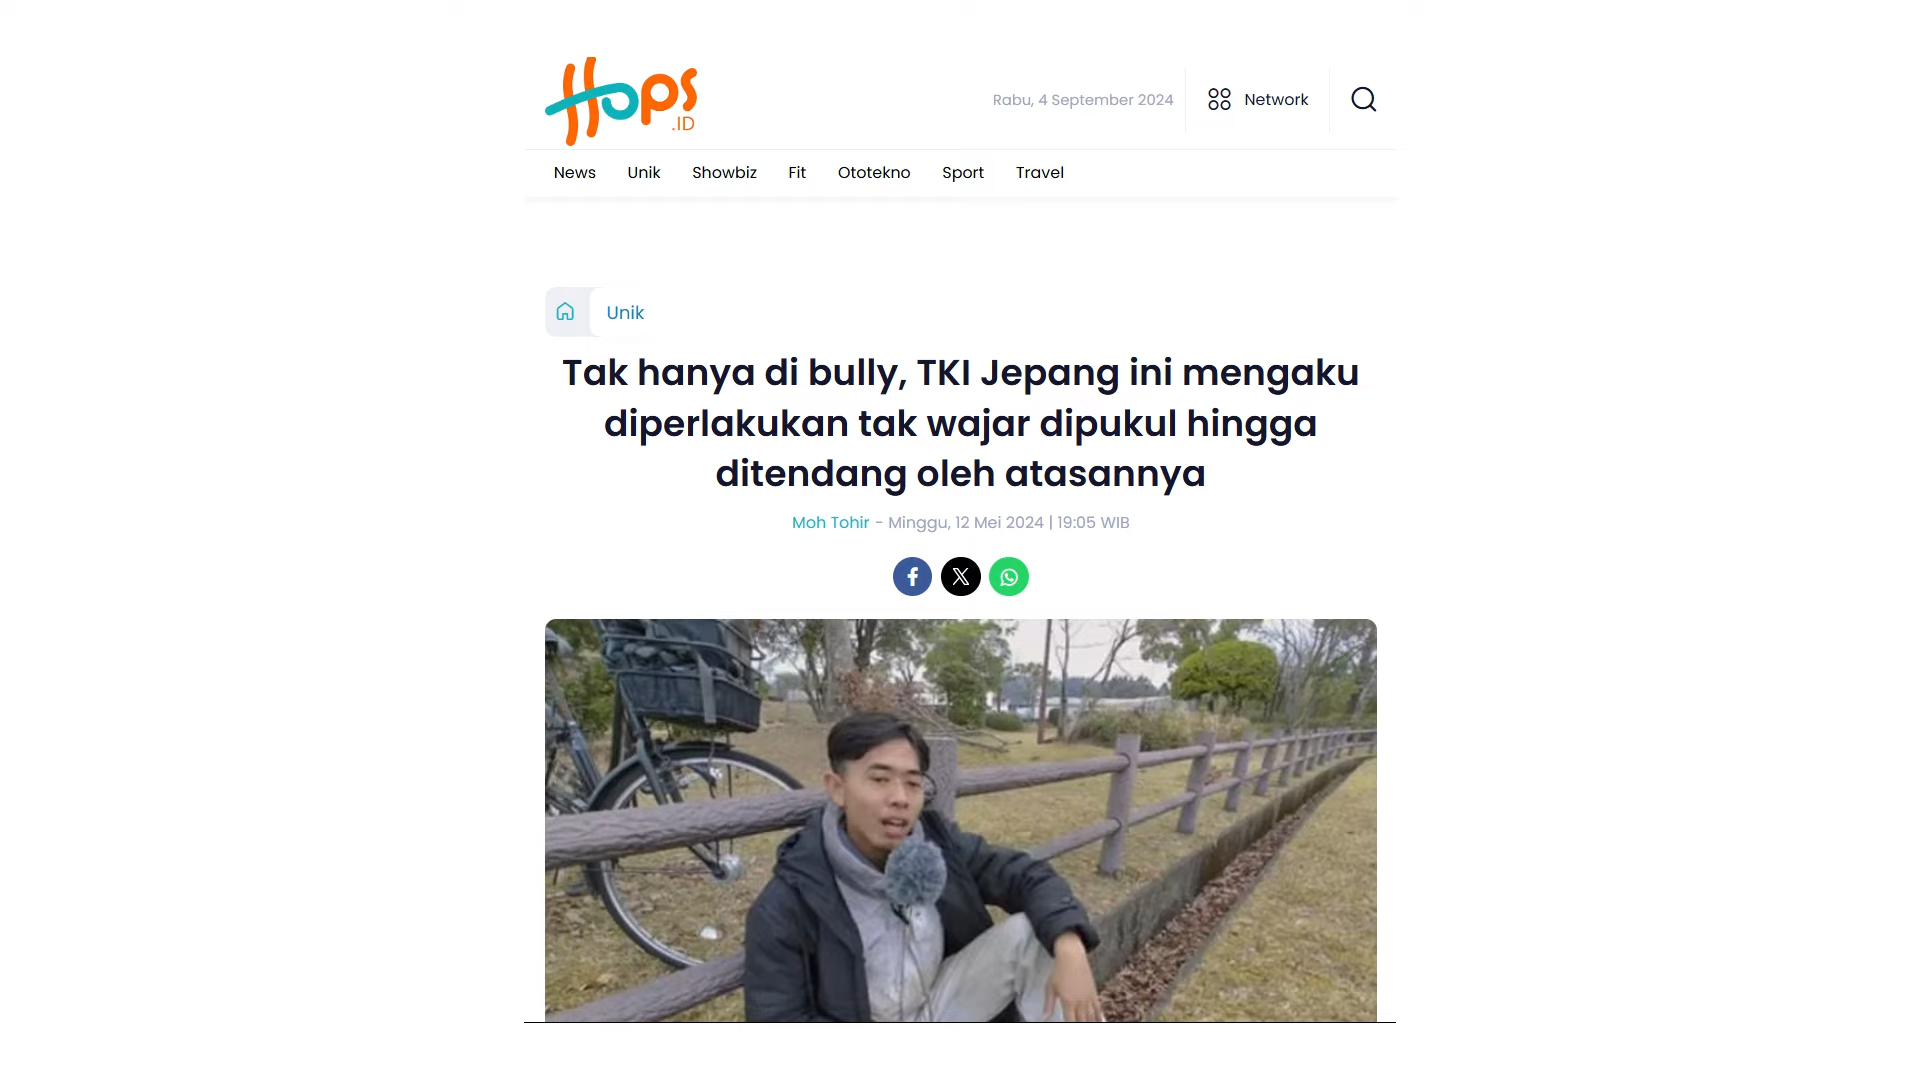 Hops
.ID
Rabu, 4 September 2024
Network
News Unik Showbiz Fit Ototekno Sport Travel
Unik
Tak hanya di bully, TKI Jepang ini mengaku
diperlakukan tak wajar dipukul hingga
ditendang oleh atasannya
Moh Tohir - Minggu, 12 Mei 2024 | 19:05 WIB